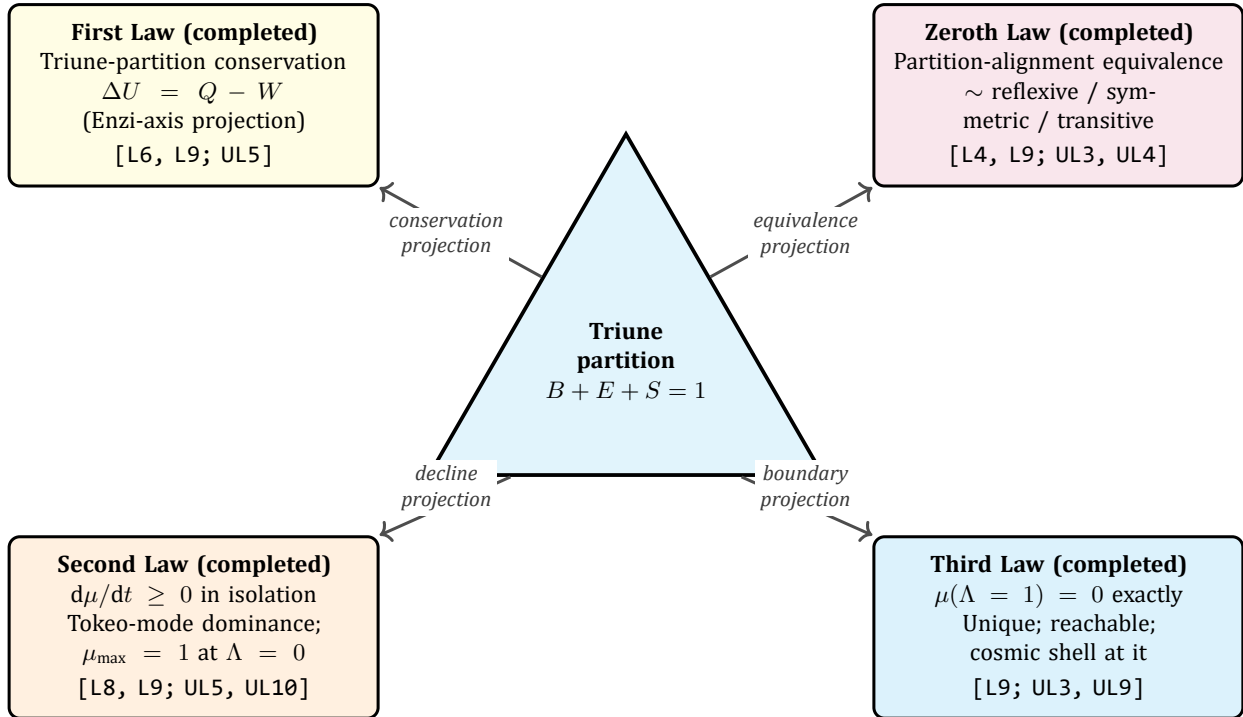 First Law (completed)
Triune-partition conservation
ΔU = Q − W
(Enzi-axis projection)
[L6, L9; UL5]
Zeroth Law (completed)
Partition-alignment equivalence
∼ reflexive / sym-
metric / transitive
[L4, L9; UL3, UL4]
conservation
projection
equivalence
projection
Triune
partition
B + E + S = 1
decline
projection
boundary
projection
Second Law (completed)
dμ/dt ≥ 0 in isolation
Tokeo-mode dominance;
μmax = 1 at Λ = 0
[L8, L9; UL5, UL10]
Third Law (completed)
μ(Λ = 1) = 0 exactly
Unique; reachable;
cosmic shell at it
[L9; UL3, UL9]